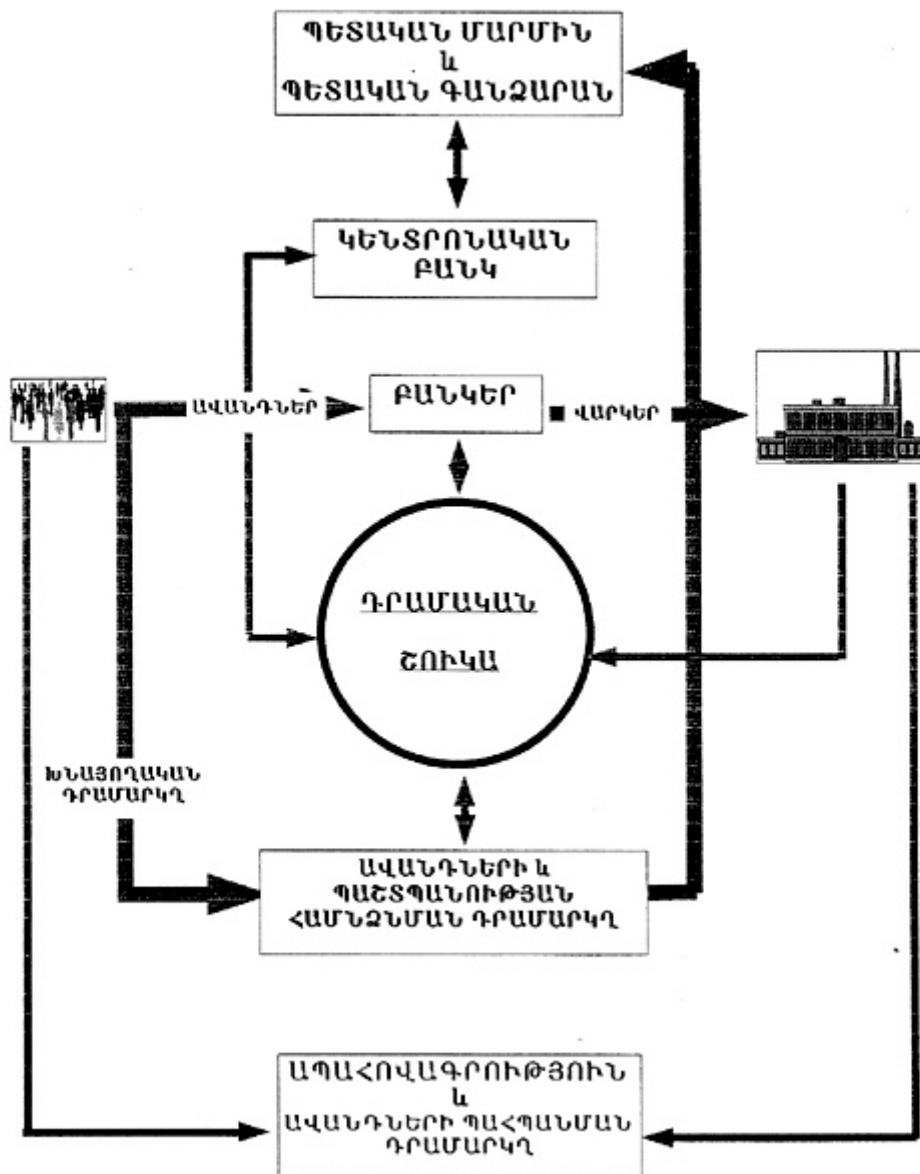 ՊԵՏԱԿԱՆ ՄԱՐՄԻՆ
և
ՊԵՏԱԿԱՆ ԳԱՆՁԱՐԱՆ
ԿԵՆՏՐՈՆԱԿԱՆ
ԲԱՆԿ
ԱՎԱՆԴՆԵՐ
ԲԱՆԿԵՐ
ՎԱՐԿԵՐ
ԴՐԱՄԱԿԱՆ
ՇՈՒԿԱ
ԽՆԱՅՈՂԱԿԱՆ
ԴՐԱՄԱՐԿՂ
ԱՎԱՆԴՆԵՐԻ և
ՊԱՇՏՊԱՆՈՒԹՅԱՆ
ՀԱՄՆՁՆՄԱՆ ԴՐԱՄԱՐԿՂ
ԱՊԱՀՈՎԱԳՐՈՒԹՅՈՒՆ
և
ԱՎԱՆԴՆԵՐԻ ՊԱՀՊԱՆՄԱՆ
ԴՐԱՄԱՐԿՂ